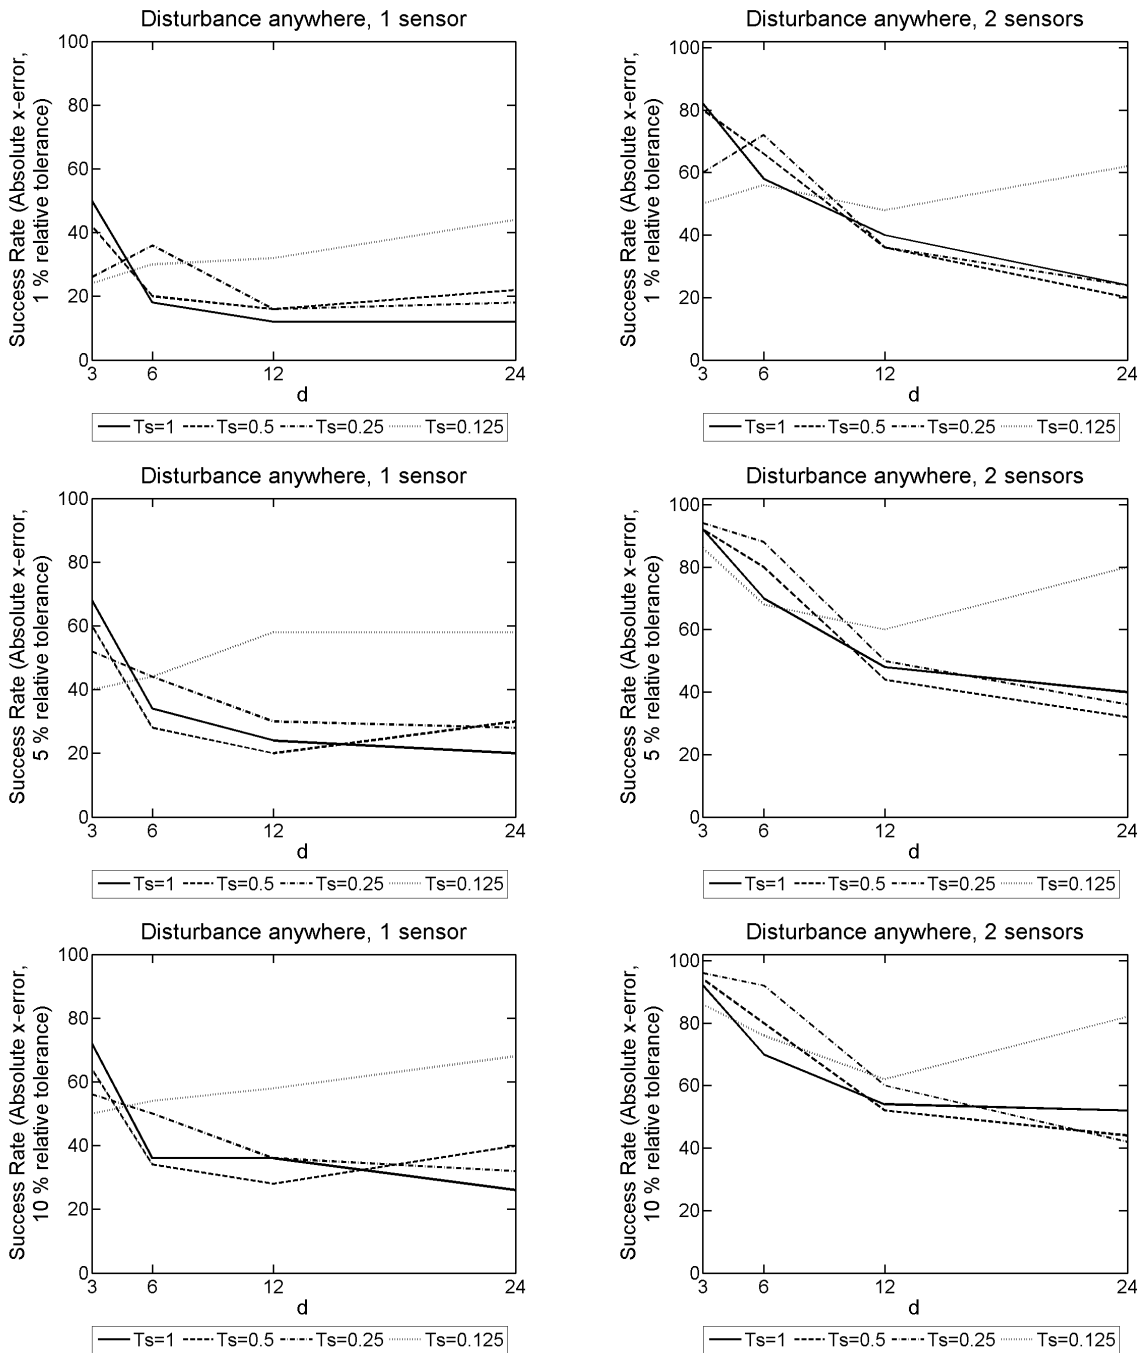 Disturbance anywhere, 1 sensor
Success Rate (Absolute x-error,
1 % relative tolerance)
100
80
60
40
20
0
3 6 12 24
d
Ts=1 Ts=0.5 Ts=0.25 Ts=0.125
Disturbance anywhere, 2 sensors
Success Rate (Absolute x-error,
1 % relative tolerance)
100
80
60
40
20
0
3 6 12 24
d
Ts=1 Ts=0.5 Ts=0.25 Ts=0.125
Disturbance anywhere, 1 sensor
Success Rate (Absolute x-error,
5 % relative tolerance)
100
80
60
40
20
0
3 6 12 24
d
Ts=1 Ts=0.5 Ts=0.25 Ts=0.125
Disturbance anywhere, 2 sensors
Success Rate (Absolute x-error,
5 % relative tolerance)
100
80
60
40
20
0
3 6 12 24
d
Ts=1 Ts=0.5 Ts=0.25 Ts=0.125
Disturbance anywhere, 1 sensor
Success Rate (Absolute x-error,
10 % relative tolerance)
100
80
60
40
20
0
3 6 12 24
d
Ts=1 Ts=0.5 Ts=0.25 Ts=0.125
Disturbance anywhere, 2 sensors
Success Rate (Absolute x-error,
10 % relative tolerance)
100
80
60
40
20
0
3 6 12 24
d
Ts=1 Ts=0.5 Ts=0.25 Ts=0.125